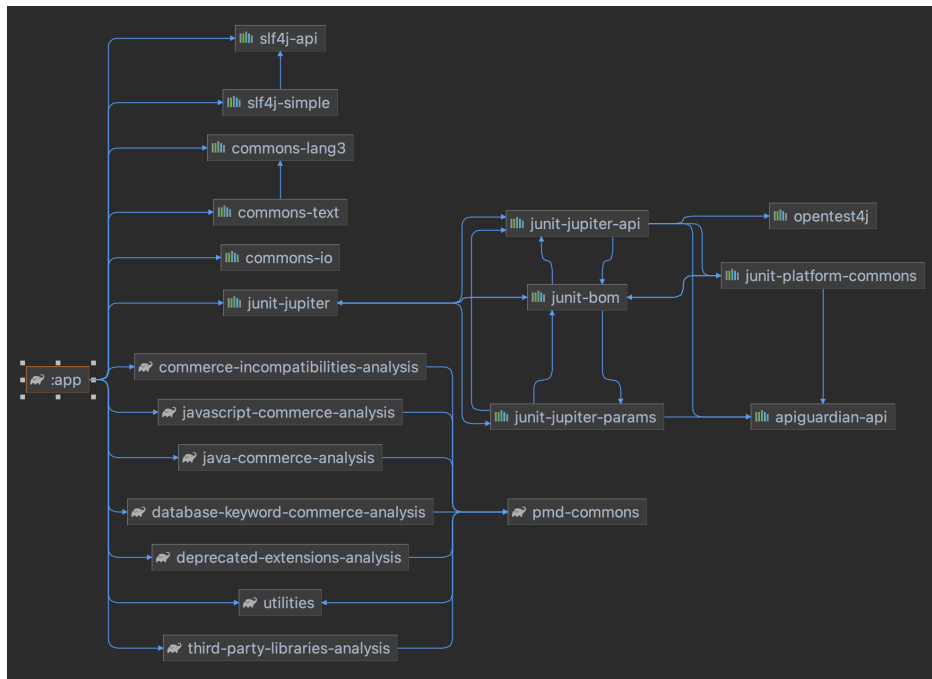 slf4j-api
slf4j-simple
commons-lang3
commons-text
commons-io
junit-jupiter
:app
commerce-incompatibilities-analysis
javascript-commerce-analysis
java-commerce-analysis
database-keyword-commerce-analysis
deprecated-extensions-analysis
utilities
third-party-libraries-analysis
junit-jupiter-api
junit-bom
junit-jupiter-params
pmd-commons
opentest4j
junit-platform-commons
apiguardian-api